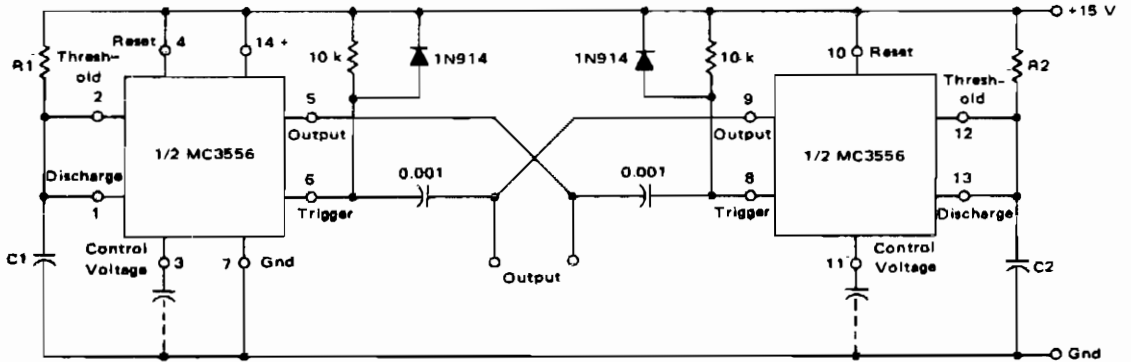 +15 V
Reset 4
14 +
10 k
1N914
1N914
10 k
10 Reset
R1
Thresh-
old
2
5
Output
1/2 MC3556
9
Output
1/2 MC3556
Thresh-
old
12
R2
Discharge
1
6
Trigger
0.001
0.001
8
Trigger
13
Discharge
C1
Control
Voltage
3
7 Gnd
Output
11
Control
Voltage
C2
Gnd